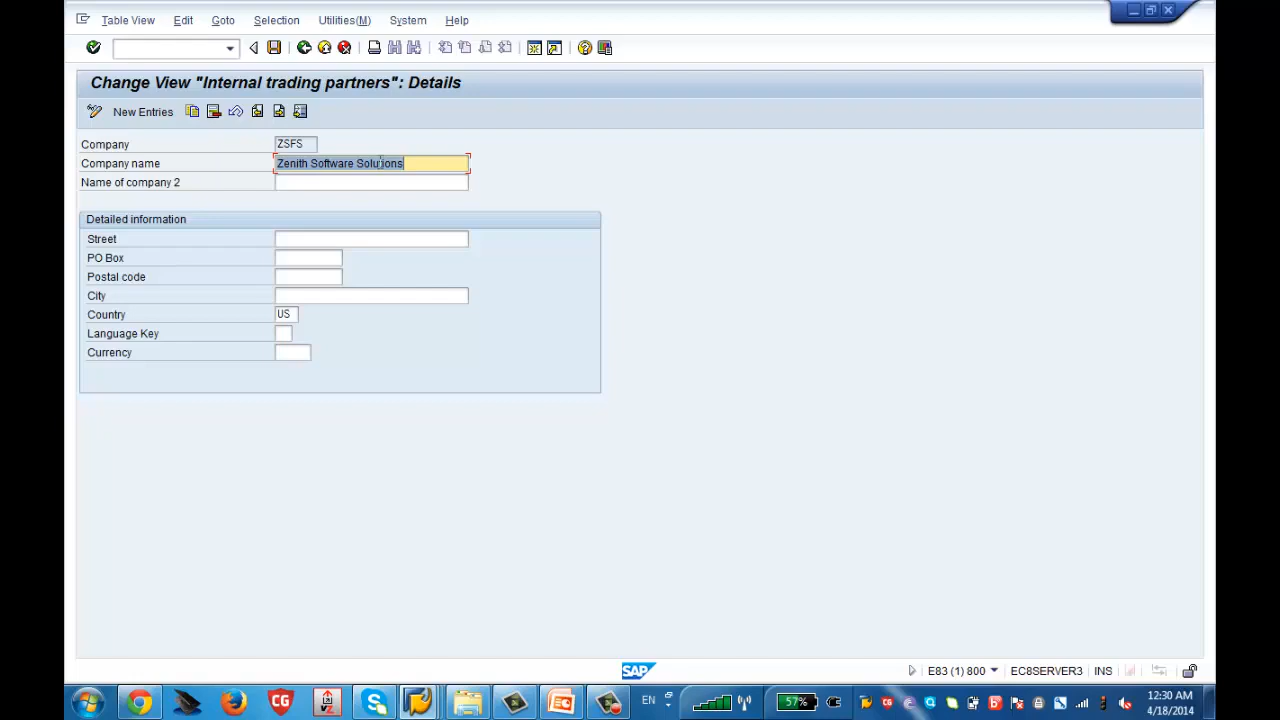 Table View Edit Goto Selection Utilities(M) System Help
Change View "Internal trading partners": Details
New Entries
Company ZSFS
Company name Zenith Software Solutions
Name of company 2
Detailed information
Street
PO Box
Postal code
City
Country US
Language Key
Currency
SAP E83 (1) 800 EC8SERVER3 INS
CG EN 57% CG 12:30 AM
4/18/2014